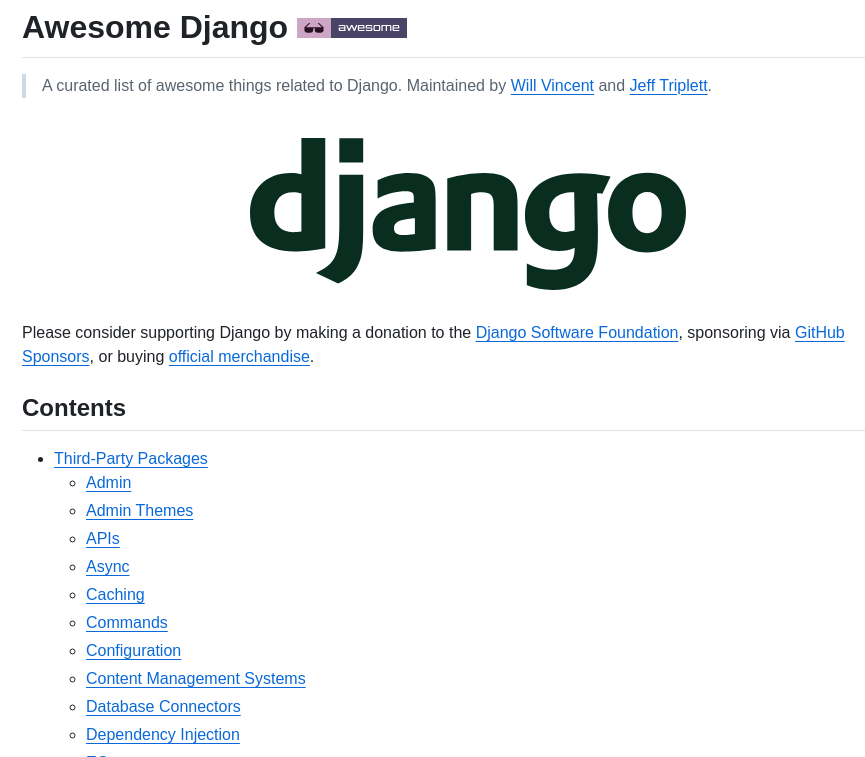 Awesome Django awesome
A curated list of awesome things related to Django. Maintained by Will Vincent and Jeff Triplett.
django
Please consider supporting Django by making a donation to the Django Software Foundation, sponsoring via GitHub
Sponsors, or buying official merchandise.
Contents
Third-Party Packages
Admin
Admin Themes
APIs
Async
Caching
Commands
Configuration
Content Management Systems
Database Connectors
Dependency Injection